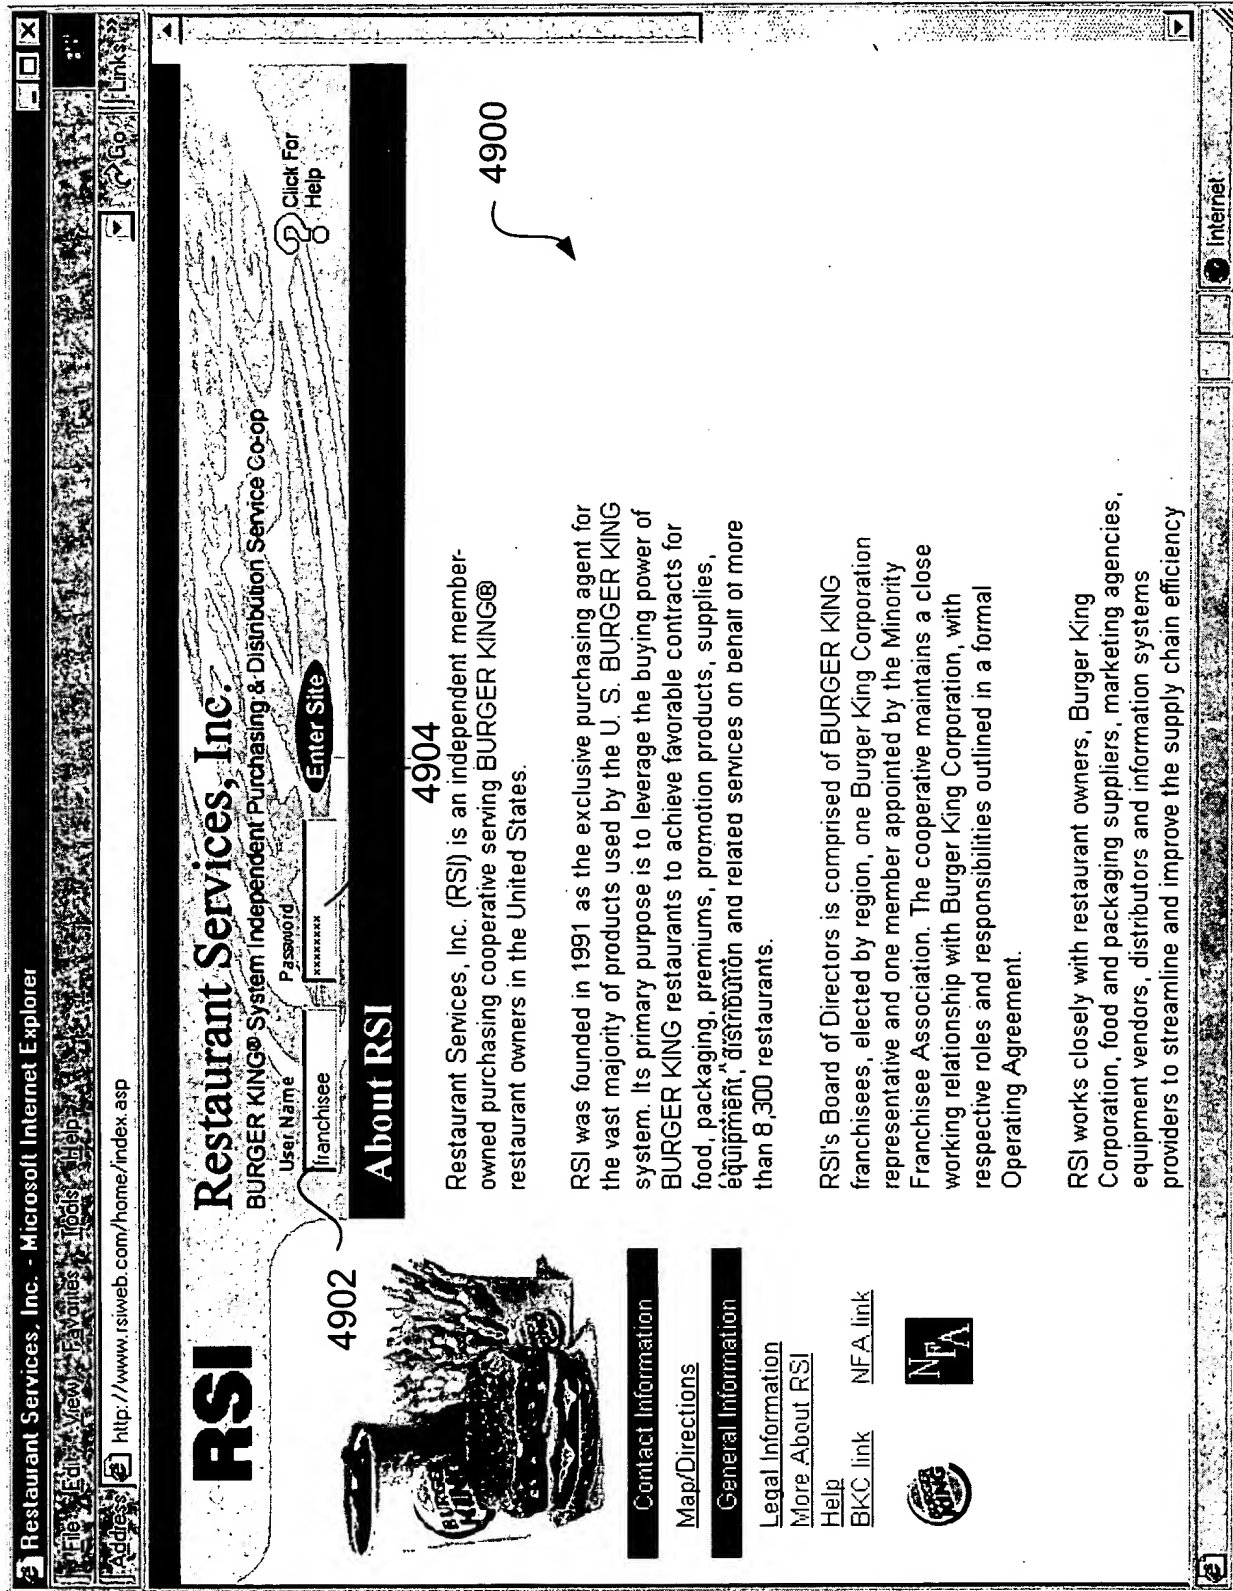 Restaurant Services, Inc. - Microsoft Internet Explorer
File Edit View Favorites Tools Help
Address http://www.rsiweb.com/home/index.asp Go Links »
RSI
Restaurant Services, Inc.
BURGER KING® System Independent Purchasing & Distribution Service Co-op
User Name Password
franchisee xxxxxxxx Enter Site Click For
Help
4902
4904
4900
About RSI
Restaurant Services, Inc. (RSI) is an independent member-
owned purchasing cooperative serving BURGER KING®
restaurant owners in the United States.
RSI was founded in 1991 as the exclusive purchasing agent for
the vast majority of products used by the U. S. BURGER KING
system. Its primary purpose is to leverage the buying power of
BURGER KING restaurants to achieve favorable contracts for
food, packaging, premiums, promotion products, supplies,
equipment, distribution and related services on behalf of more
than 8,300 restaurants.
RSI's Board of Directors is comprised of BURGER KING
franchisees, elected by region, one Burger King Corporation
representative and one member appointed by the Minority
Franchisee Association. The cooperative maintains a close
working relationship with Burger King Corporation, with
respective roles and responsibilities outlined in a formal
Operating Agreement.
RSI works closely with restaurant owners, Burger King
Corporation, food and packaging suppliers, marketing agencies,
equipment vendors, distributors and information systems
providers to streamline and improve the supply chain efficiency
BURGER
KING
Contact Information
Map/Directions
General Information
Legal Information
More About RSI
Help
BKC link NFA link
BURGER
KING
NFA
Internet